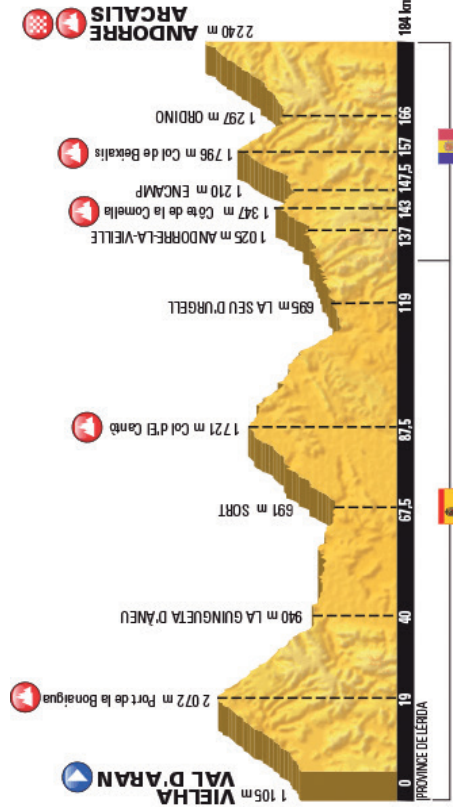 1 105 m VIELHA
VAL D'ARAN
2 072 m Port de la Bonaigua
940 m LA GUINGUETA D'ÀNEU
691 m SORT
1 721 m Col d'El Cantò
695 m LA SEU D'URGELL
1 025 m ANDORRE-LA-VIEILLE
1 347 m Côte de la Comella
1 210 m ENCAMP
1 796 m Col de Beixalis
1 297 m ORDINO
2 240 m ANDORRE
ARCALIS
0
19
40
67,5
87,5
119
137
143
147,5
157
166
184 km
PROVINCE DE LÉRIDA